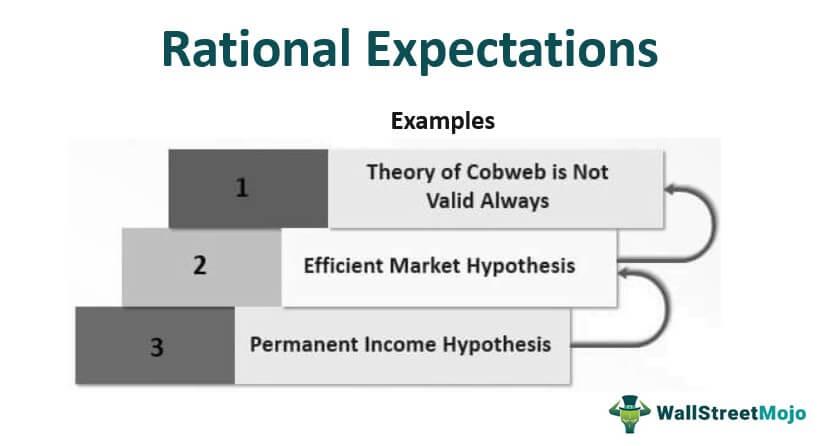 Rational Expectations
Examples
1
Theory of Cobweb is Not
Valid Always
2
Efficient Market Hypothesis
3
Permanent Income Hypothesis
WallStreetMojo